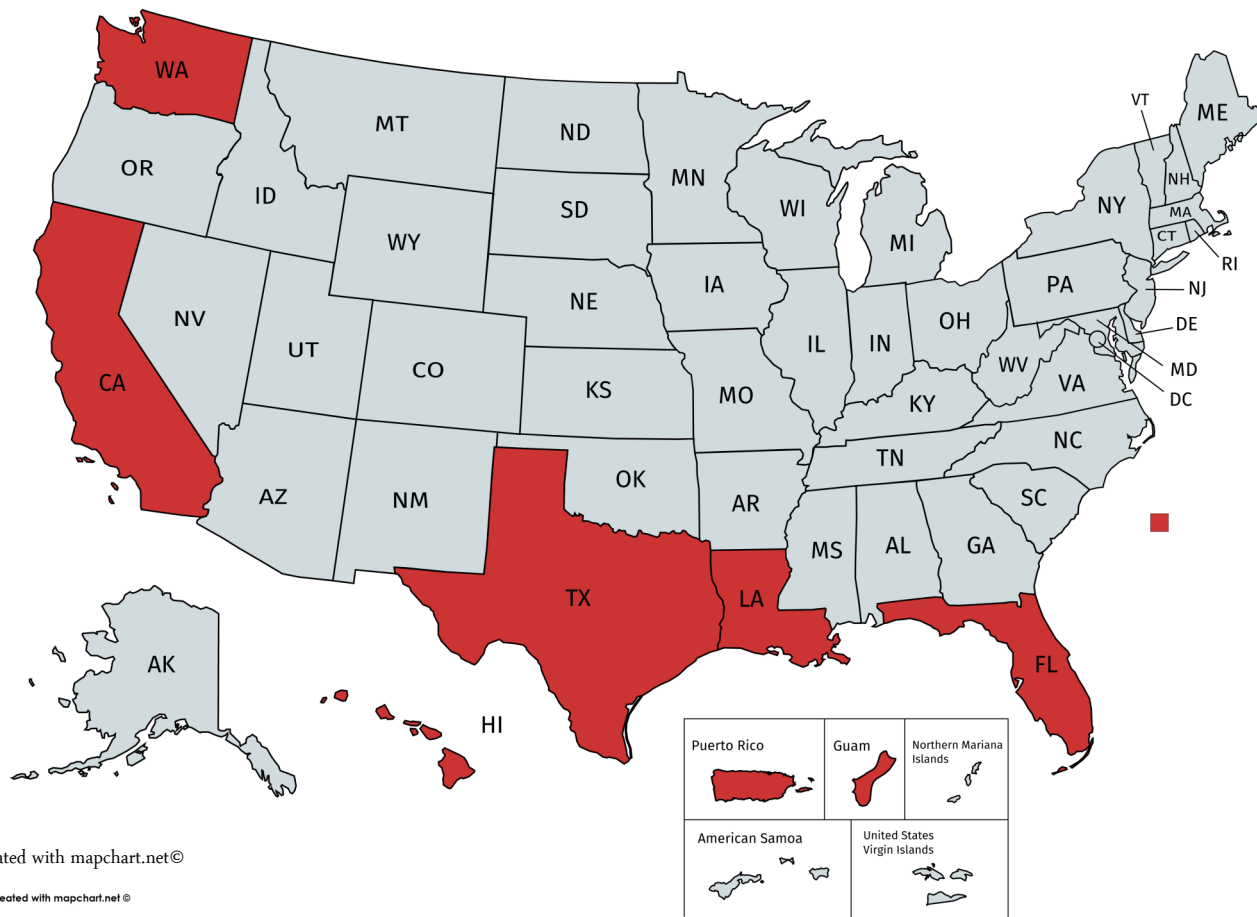 WA
MT
ND
MN
OR
ID
SD
WI
MI
VT
ME
NH
NY
MA
CT
RI
WY
IA
NE
PA
NJ
NV
UT
CO
IL
IN
OH
DE
MD
DC
WV
VA
CA
KS
MO
KY
NC
TN
AZ
NM
OK
AR
SC
MS
AL
GA
TX
LA
FL
AK
HI
Puerto Rico
Guam
Northern Mariana
Islands
American Samoa
United States
Virgin Islands
ated with mapchart.net©
eated with mapchart.net ©